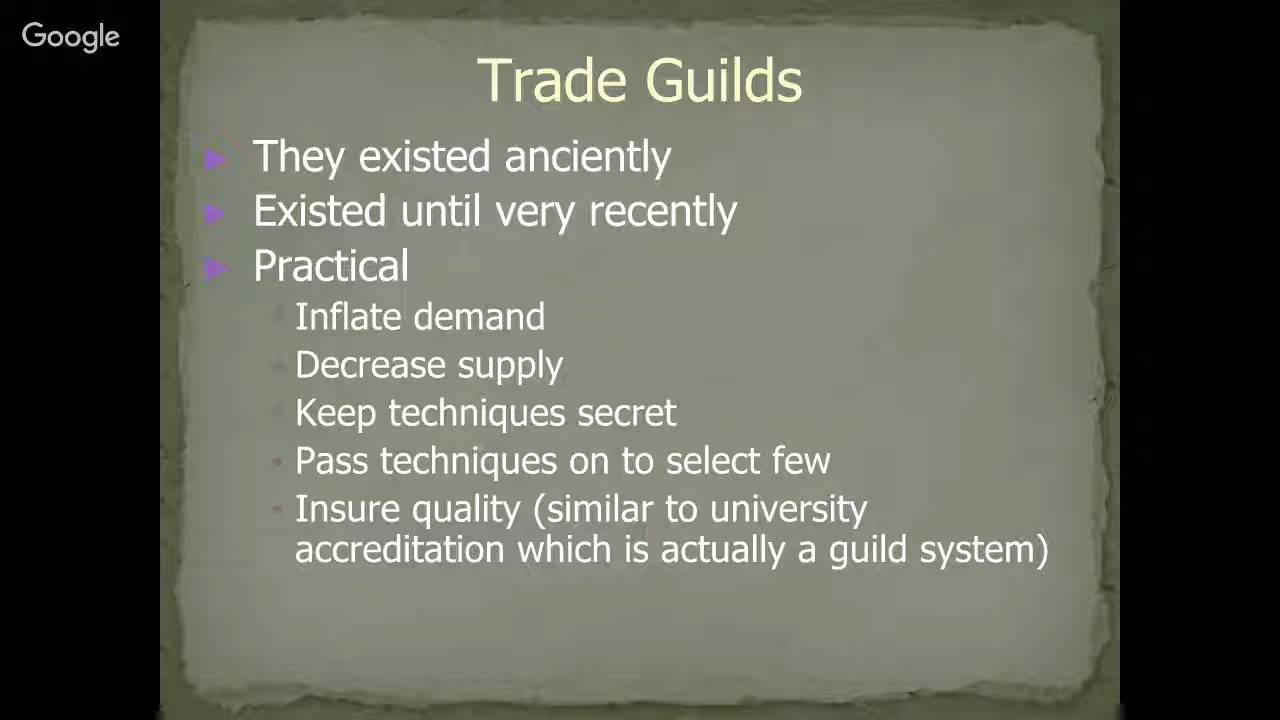 Google
Trade Guilds
They existed anciently
Existed until very recently
Practical
Inflate demand
Decrease supply
Keep techniques secret
Pass techniques on to select few
Insure quality (similar to university
accreditation which is actually a guild system)